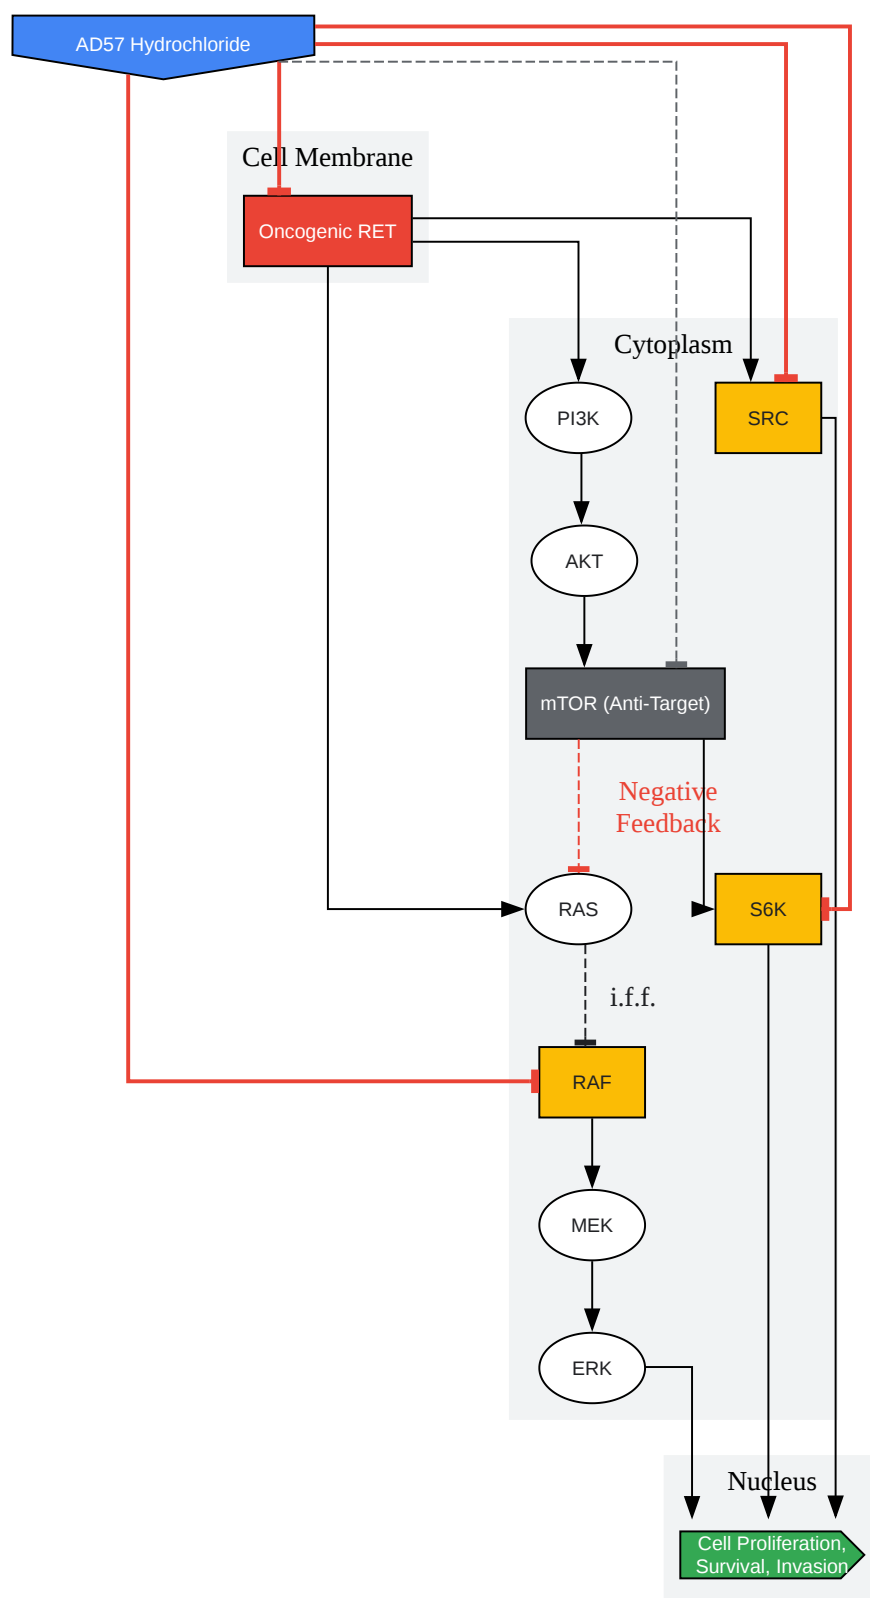 AD57 Hydrochloride
Cell Membrane
Oncogenic RET
Cytoplasm
PI3K
SRC
AKT
mTOR (Anti-Target)
Negative
Feedback
RAS
S6K
i.f.f.
RAF
MEK
ERK
Nucleus
Cell Proliferation,
Survival, Invasion